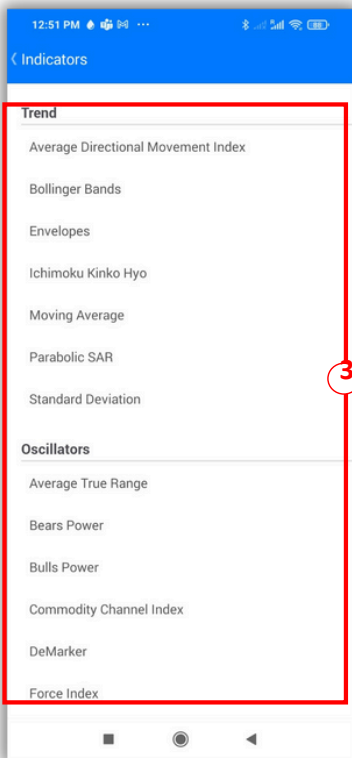 12:51 PM
Indicators
Trend
Average Directional Movement Index
Bollinger Bands
Envelopes
Ichimoku Kinko Hyo
Moving Average
Parabolic SAR
3
Standard Deviation
Oscillators
Average True Range
Bears Power
Bulls Power
Commodity Channel Index
DeMarker
Force Index